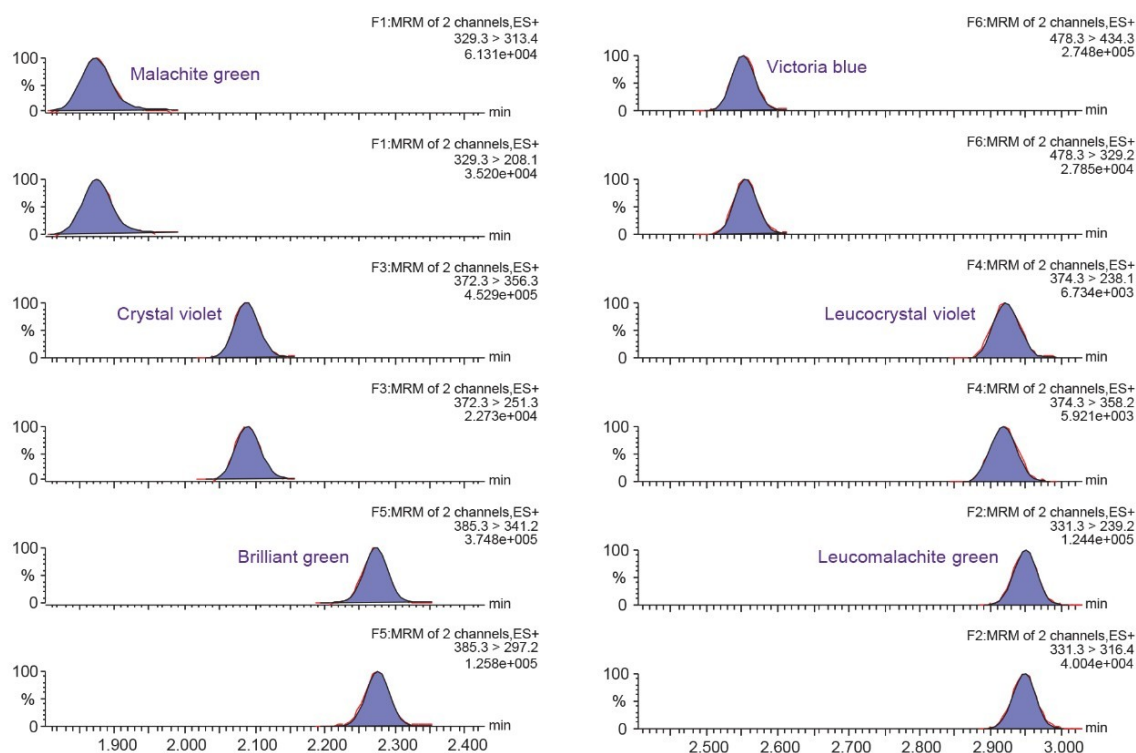 F1:MRM of 2 channels,ES+
329.3 > 313.4
6.131e+004
100
%
0
Malachite green
min
F1:MRM of 2 channels,ES+
329.3 > 208.1
3.520e+004
100
%
0
min
F3:MRM of 2 channels,ES+
372.3 > 356.3
4.529e+005
100
%
0
Crystal violet
min
F3:MRM of 2 channels,ES+
372.3 > 251.3
2.273e+004
100
%
0
min
F5:MRM of 2 channels,ES+
385.3 > 341.2
3.748e+005
100
%
0
Brilliant green
min
F5:MRM of 2 channels,ES+
385.3 > 297.2
1.258e+005
100
%
0
min
1.900 2.000 2.100 2.200 2.300 2.400
F6:MRM of 2 channels,ES+
478.3 > 434.3
2.748e+005
100
%
0
Victoria blue
min
F6:MRM of 2 channels,ES+
478.3 > 329.2
2.785e+004
100
%
0
min
F4:MRM of 2 channels,ES+
374.3 > 238.1
6.734e+003
100
%
0
Leucocrystal violet
min
F4:MRM of 2 channels,ES+
374.3 > 358.2
5.921e+003
100
%
0
min
F2:MRM of 2 channels,ES+
331.3 > 239.2
1.244e+005
100
%
0
Leucomalachite green
min
F2:MRM of 2 channels,ES+
331.3 > 316.4
4.004e+004
100
%
0
min
2.500 2.600 2.700 2.800 2.900 3.000